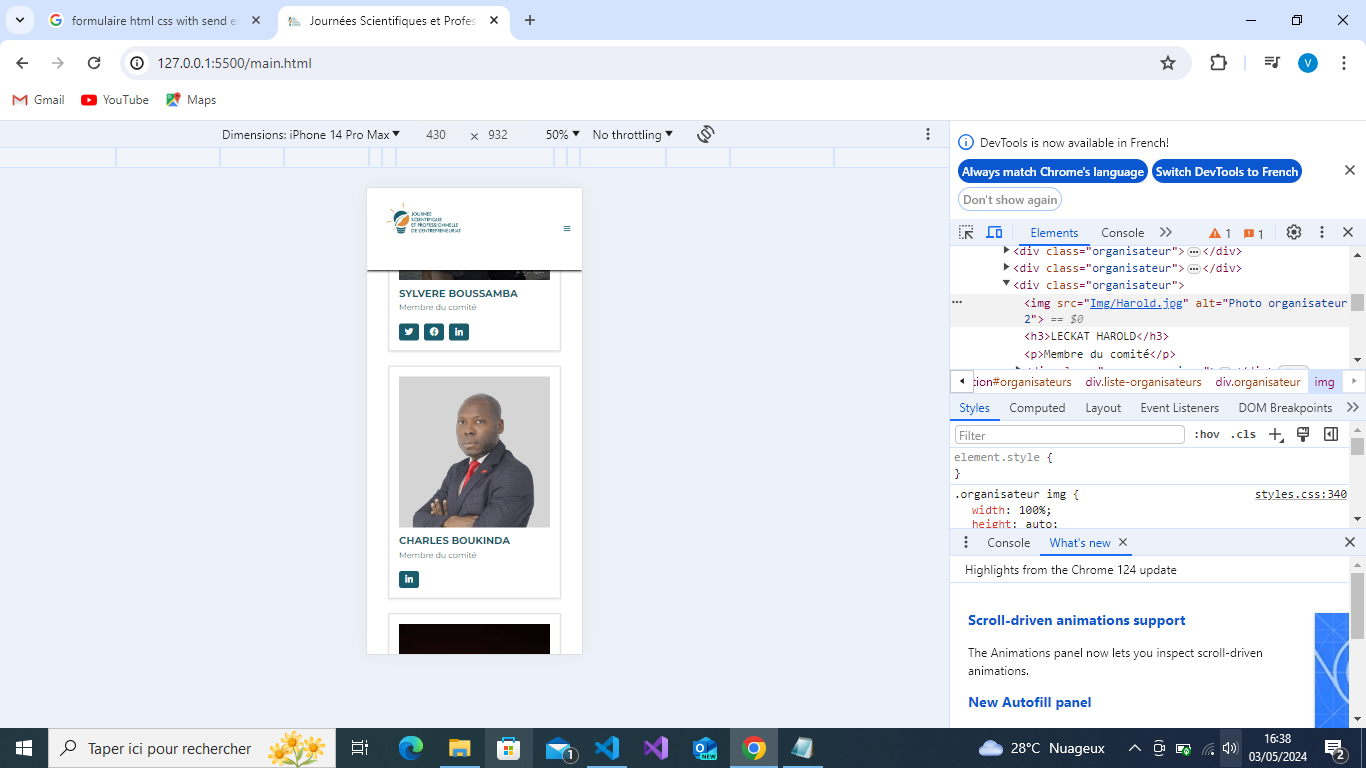 formulaire html css with send e
Journées Scientifiques et Profes
127.0.0.1:5500/main.html
V
Gmail
YouTube
Maps
Dimensions: iPhone 14 Pro Max
430
×
932
50%
No throttling
DevTools is now available in French!
Always match Chrome's language
Switch DevTools to French
Don't show again
Elements
Console
1
1
<div class="organisateur"> ⋯ </div>
<div class="organisateur"> ⋯ </div>
<div class="organisateur">
<img src="Img/Harold.jpg" alt="Photo organisateur
2"> == $0
<h3>LECKAT HAROLD</h3>
<p>Membre du comité</p>
tion#organisateurs
div.liste-organisateurs
div.organisateur
img
Styles
Computed
Layout
Event Listeners
DOM Breakpoints
Filter
:hov
.cls
element.style {
}
.organisateur img {
styles.css:340
width: 100%;
height: auto;
Console
What's new
Highlights from the Chrome 124 update
Scroll-driven animations support
The Animations panel now lets you inspect scroll-driven
animations.
New Autofill panel
JOURNÉE
SCIENTIFIQUE
ET PROFESSIONNELLE
DE L'ENTREPRENEURIAT
SYLVERE BOUSSAMBA
Membre du comité
CHARLES BOUKINDA
Membre du comité
Taper ici pour rechercher
1
NEW
28°C Nuageux
16:38
03/05/2024
2